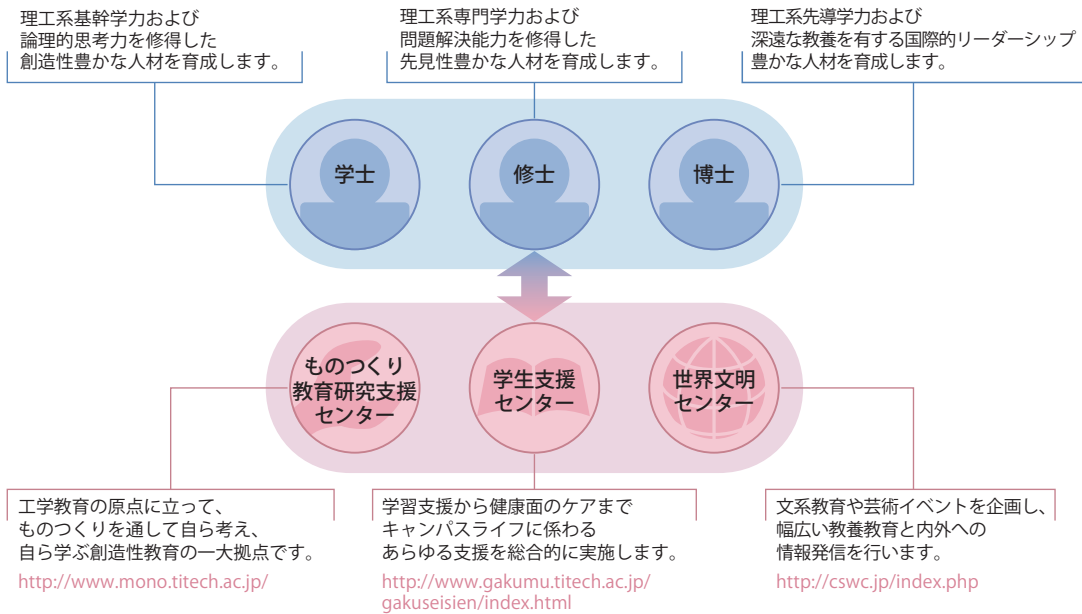 理工系基幹学力および
論理的思考力を修得した
創造性豊かな人材を育成します。
理工系専門学力および
問題解決能力を修得した
先見性豊かな人材を育成します。
理工系先導学力および
深遠な教養を有する国際的リーダーシップ
豊かな人材を育成します。
学士
修士
博士
ものつくり
教育研究支援
センター
学生支援
センター
世界文明
センター
工学教育の原点に立って、
ものつくりを通して自ら考え、
自ら学ぶ創造性教育の一大拠点です。
http://www.mono.titech.ac.jp/
学習支援から健康面のケアまで
キャンパスライフに係わる
あらゆる支援を総合的に実施します。
http://www.gakumu.titech.ac.jp/
gakuseisien/index.html
文系教育や芸術イベントを企画し、
幅広い教養教育と内外への
情報発信を行います。
http://cswc.jp/index.php